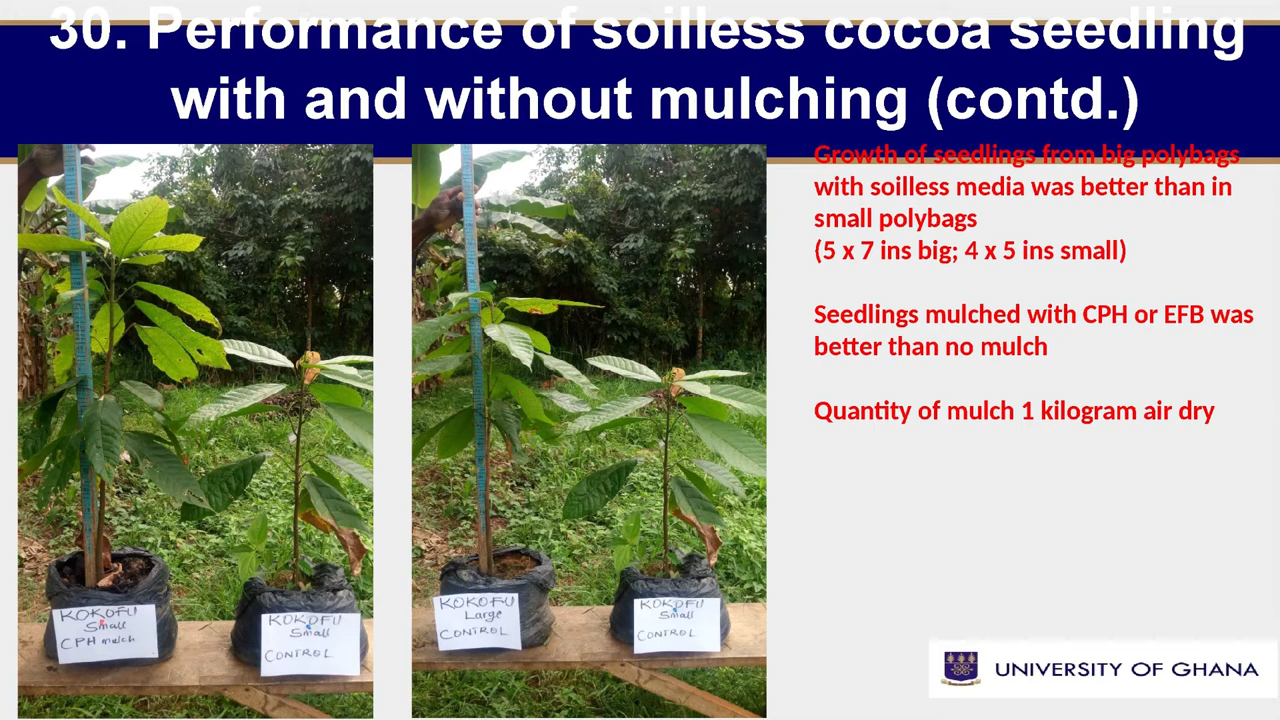 30. Performance of soilless cocoa seedling
with and without mulching (contd.)
Growth of seedlings from big polybags
with soilless media was better than in
small polybags
(5 x 7 ins big; 4 x 5 ins small)
Seedlings mulched with CPH or EFB was
better than no mulch
Quantity of mulch 1 kilogram air dry
KOKOFU
Small
CPH mulch
KOKOFU
Small
CONTROL
KOKOFU
Large
CONTROL
KOKOFU
Small
CONTROL
UNIVERSITY OF GHANA